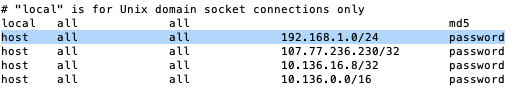 # "local" is for Unix domain socket connections only
local all all md5
host all all 192.168.1.0/24 password
host all all 107.77.236.230/32 password
host all all 10.136.16.8/32 password
host all all 10.136.0.0/16 password